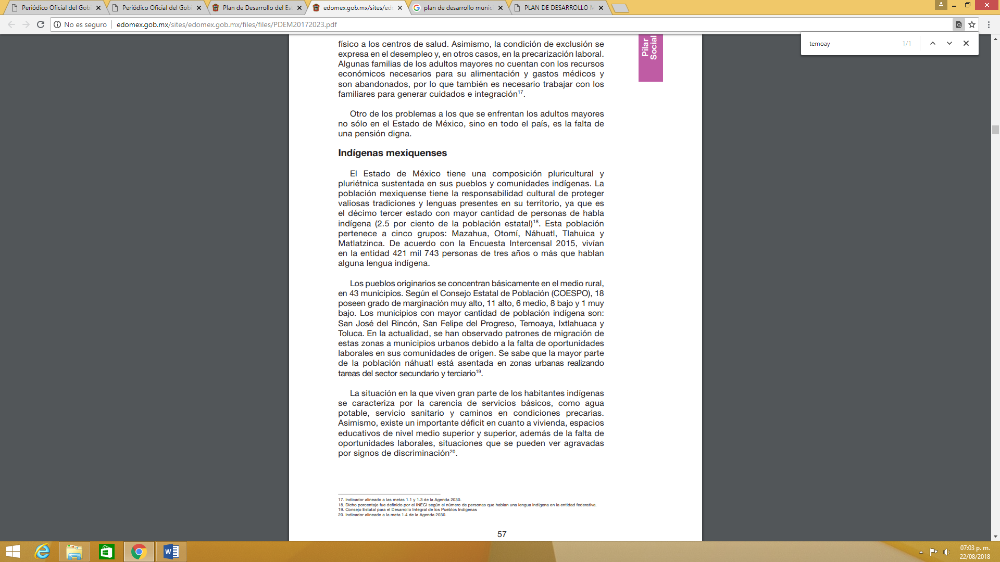 Periódico Oficial del Gob
Periódico Oficial del Gob
Plan de Desarrollo del Es
edomex.gob.mx/sites/ed
plan de desarrollo munic
PLAN DE DESARROLLO M
No es seguro
edomex.gob.mx/sites/edomex.gob.mx/files/files/PDEM20172023.pdf
temoay
1/1
Pilar
Social
físico a los centros de salud. Asimismo, la condición de exclusión se
expresa en el desempleo y, en otros casos, en la precarización laboral.
Algunas familias de los adultos mayores no cuentan con los recursos
económicos necesarios para su alimentación y gastos médicos y
son abandonados, por lo que también es necesario trabajar con los
familiares para generar cuidados e integración17.
Otro de los problemas a los que se enfrentan los adultos mayores
no sólo en el Estado de México, sino en todo el país, es la falta de
una pensión digna.
Indígenas mexiquenses
El Estado de México tiene una composición pluricultural y
pluriétnica sustentada en sus pueblos y comunidades indígenas. La
población mexiquense tiene la responsabilidad cultural de proteger
valiosas tradiciones y lenguas presentes en su territorio, ya que es
el décimo tercer estado con mayor cantidad de personas de habla
indígena (2.5 por ciento de la población estatal)18. Esta población
pertenece a cinco grupos: Mazahua, Otomí, Náhuatl, Tlahuica y
Matlatzinca. De acuerdo con la Encuesta Intercensal 2015, vivían
en la entidad 421 mil 743 personas de tres años o más que hablan
alguna lengua indígena.
Los pueblos originarios se concentran básicamente en el medio rural,
en 43 municipios. Según el Consejo Estatal de Población (COESPO), 18
poseen grado de marginación muy alto, 11 alto, 6 medio, 8 bajo y 1 muy
bajo. Los municipios con mayor cantidad de población indígena son:
San José del Rincón, San Felipe del Progreso, Temoaya, Ixtlahuaca y
Toluca. En la actualidad, se han observado patrones de migración de
estas zonas a municipios urbanos debido a la falta de oportunidades
laborales en sus comunidades de origen. Se sabe que la mayor parte
de la población náhuatl está asentada en zonas urbanas realizando
tareas del sector secundario y terciario19.
La situación en la que viven gran parte de los habitantes indígenas
se caracteriza por la carencia de servicios básicos, como agua
potable, servicio sanitario y caminos en condiciones precarias.
Asimismo, existe un importante déficit en cuanto a vivienda, espacios
educativos de nivel medio superior y superior, además de la falta de
oportunidades laborales, situaciones que se pueden ver agravadas
por signos de discriminación20.
17. Indicador alineado a las metas 1.1 y 1.3 de la Agenda 2030.
18. Dicho porcentaje fue definido por el INEGI según el número de personas que hablan una lengua indígena en la entidad federativa.
19. Consejo Estatal para el Desarrollo Integral de los Pueblos Indígenas
20. Indicador alineado a la meta 1.4 de la Agenda 2030.
57
07:03 p. m.
22/08/2018